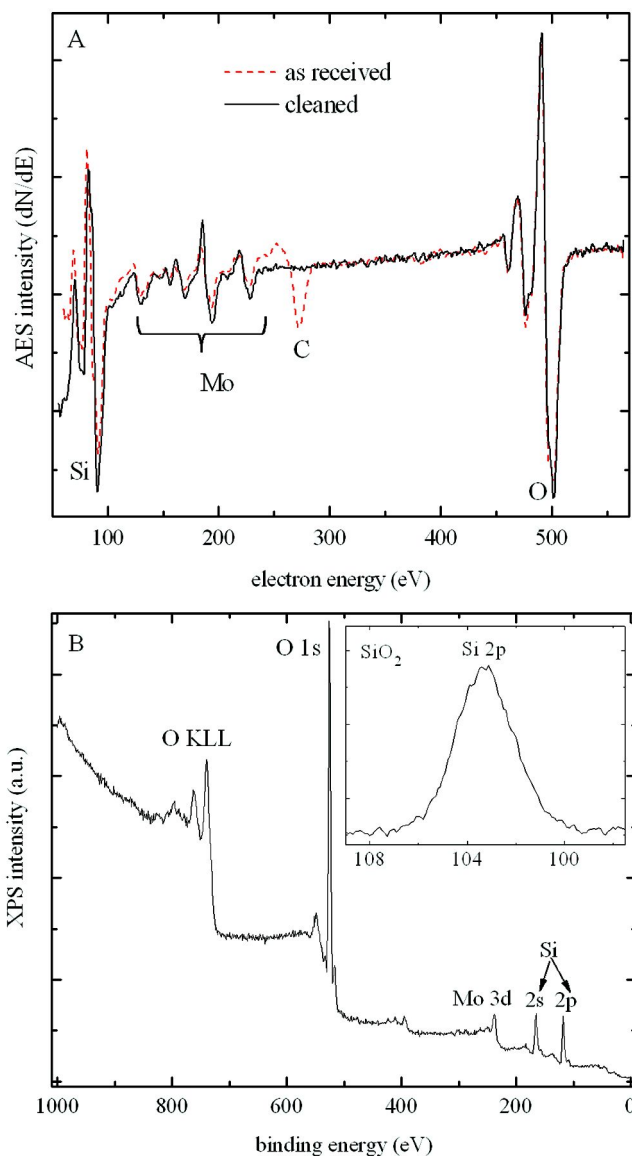 A
as received
cleaned
AES intensity (dN/dE)
Mo
C
Si
O
100 200 300 400 500
electron energy (eV)
B
O 1s
SiO2
Si 2p
O KLL
XPS intensity (a.u.)
108 104 100
Si
Mo 3d 2s 2p
1000 800 600 400 200 0
binding energy (eV)